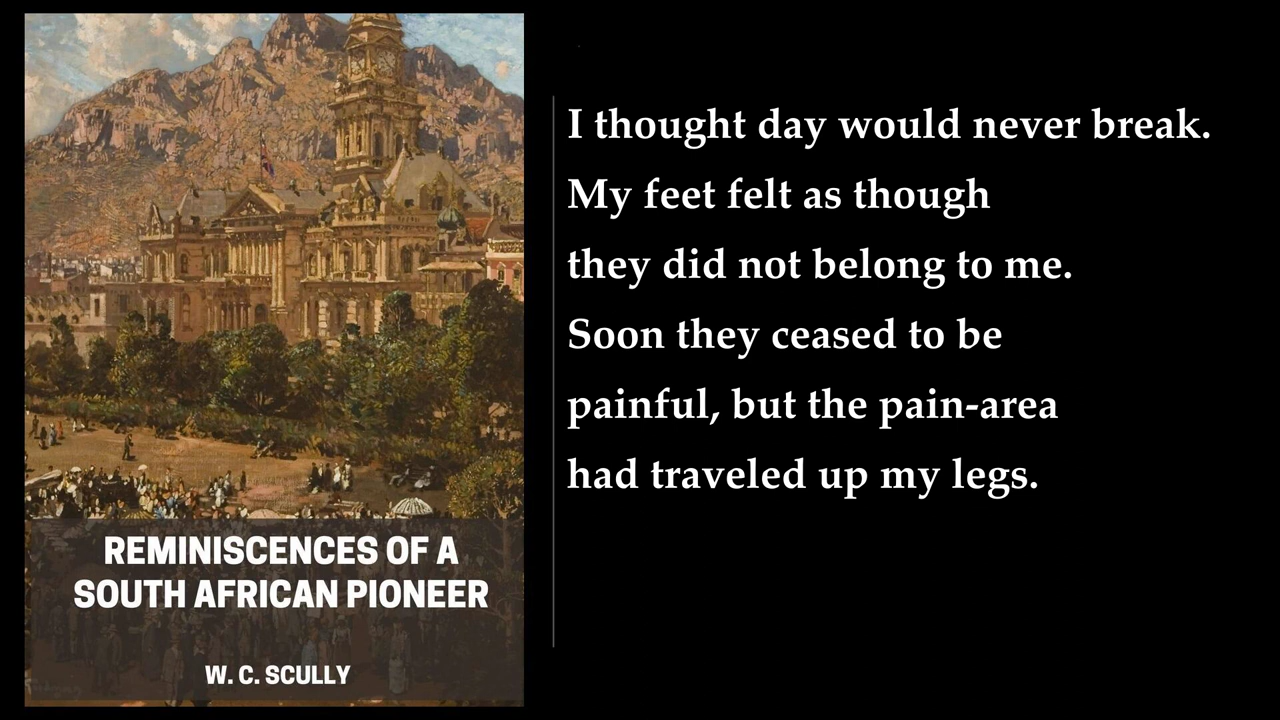 REMINISCENCES OF A
SOUTH AFRICAN PIONEER
W. C. SCULLY
I thought day would never break.
My feet felt as though
they did not belong to me.
Soon they ceased to be
painful, but the pain-area
had traveled up my legs.